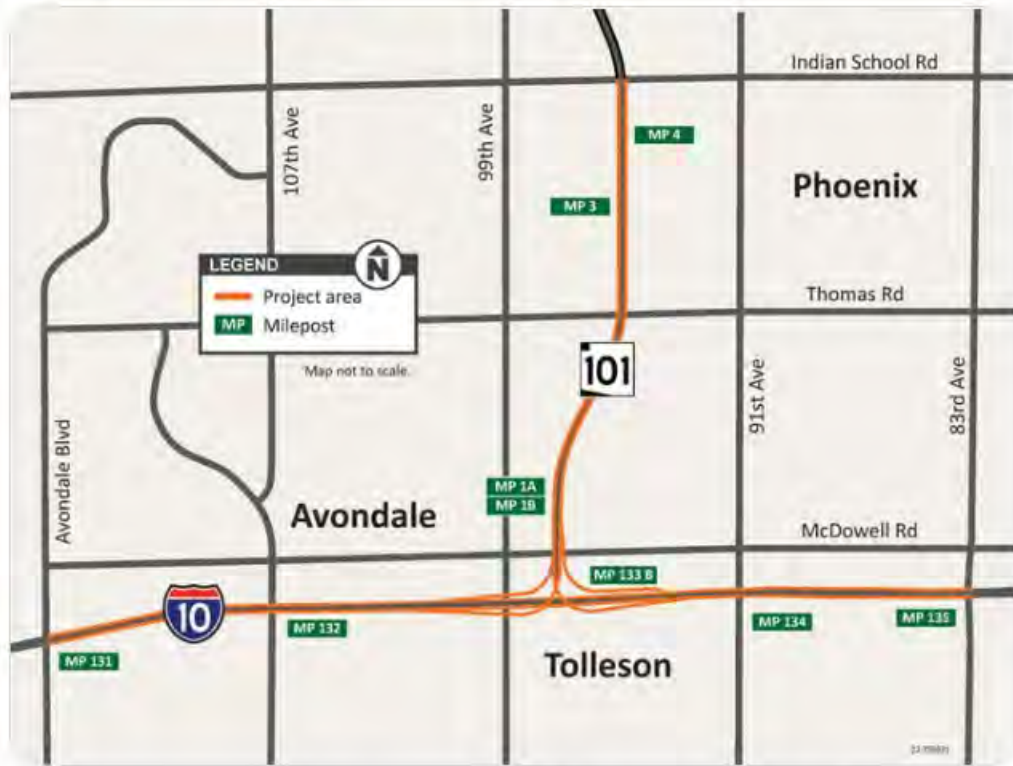 Indian School Rd
107th Ave
99th Ave
MP 4
Phoenix
MP 3
LEGEND
N
Project area
MP Milepost
Map not to scale.
Thomas Rd
101
91st Ave
83rd Ave
Avondale Blvd
MP 1A
MP 1B
Avondale
McDowell Rd
MP 133 B
10
MP 132
MP 134
MP 135
MP 131
Tolleson